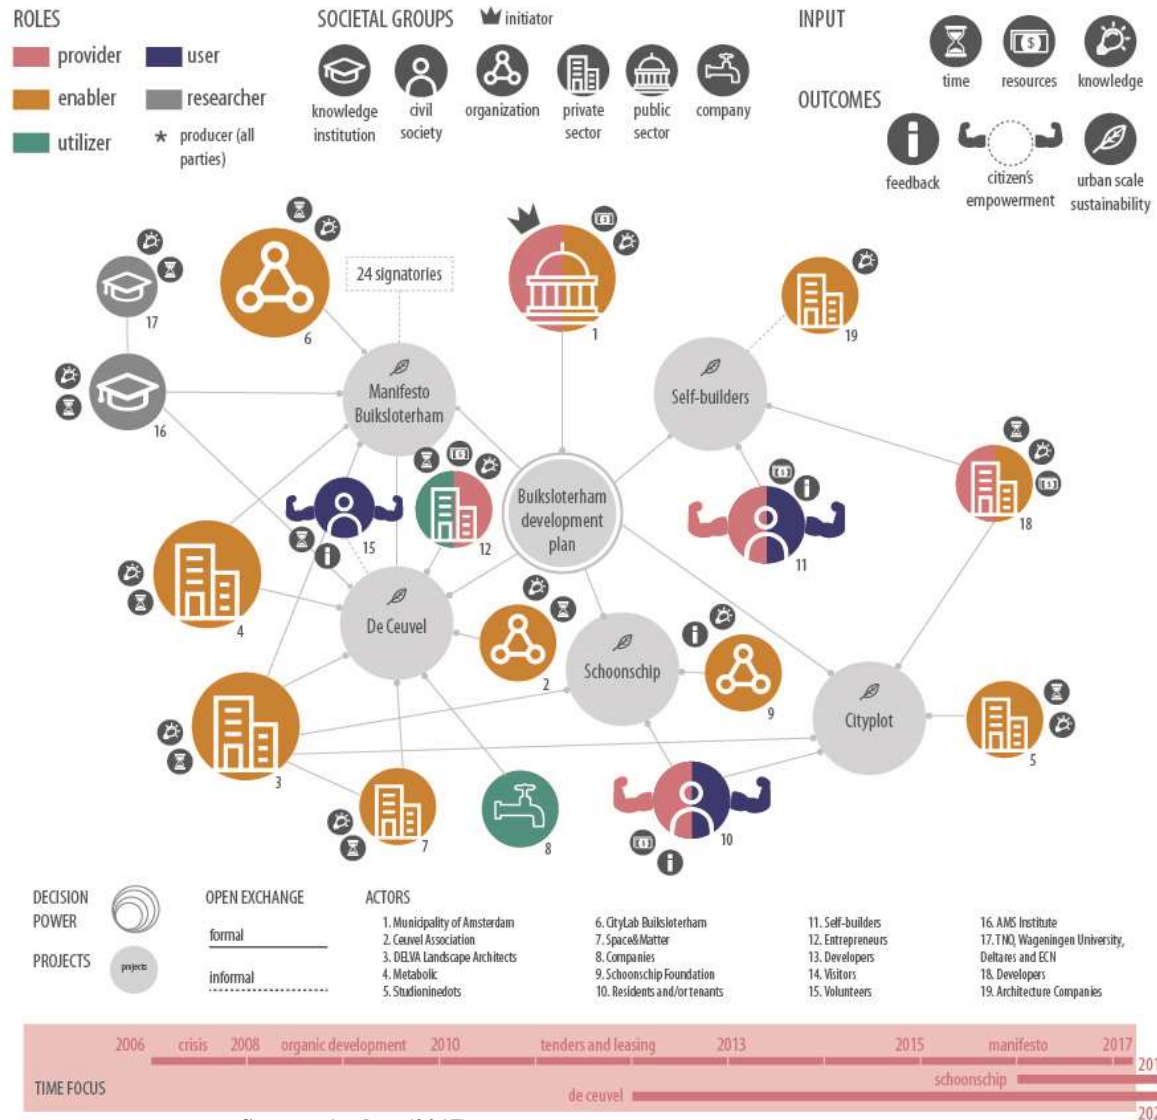 ROLES
provider
user
enabler
researcher
utilizer
* producer (all
parties)
SOCIETAL GROUPS
initiator
knowledge
institution
civil
society
organization
private
sector
public
sector
company
INPUT
time
resources
knowledge
OUTCOMES
feedback
citizen's
empowerment
urban scale
sustainability
17
6
24 signatories
1
19
16
Manifesto
Buiksloterham
Self-builders
18
15
12
Buiksloterham
development
plan
11
4
De Ceuvel
2
Schoonschip
9
Cityplot
5
3
7
8
10
DECISION
POWER
PROJECTS
projects
OPEN EXCHANGE
formal
informal
ACTORS
1. Municipality of Amsterdam
2. Ceuvel Association
3. DELVA Landscape Architects
4. Metabolic
5. Studioninedots
6. CityLab Buiksloterham
7. Space&Matter
8. Companies
9. Schoonschip Foundation
10. Residents and/or tenants
11. Self-builders
12. Entrepreneurs
13. Developers
14. Visitors
15. Volunteers
16. AMS Institute
17. TNO, Wageningen University,
Deltares and ECN
18. Developers
19. Architecture Companies
2006 crisis 2008 organic development 2010 tenders and leasing 2013 2015 manifesto 2017
schoonschip
TIME FOCUS
de ceuvel